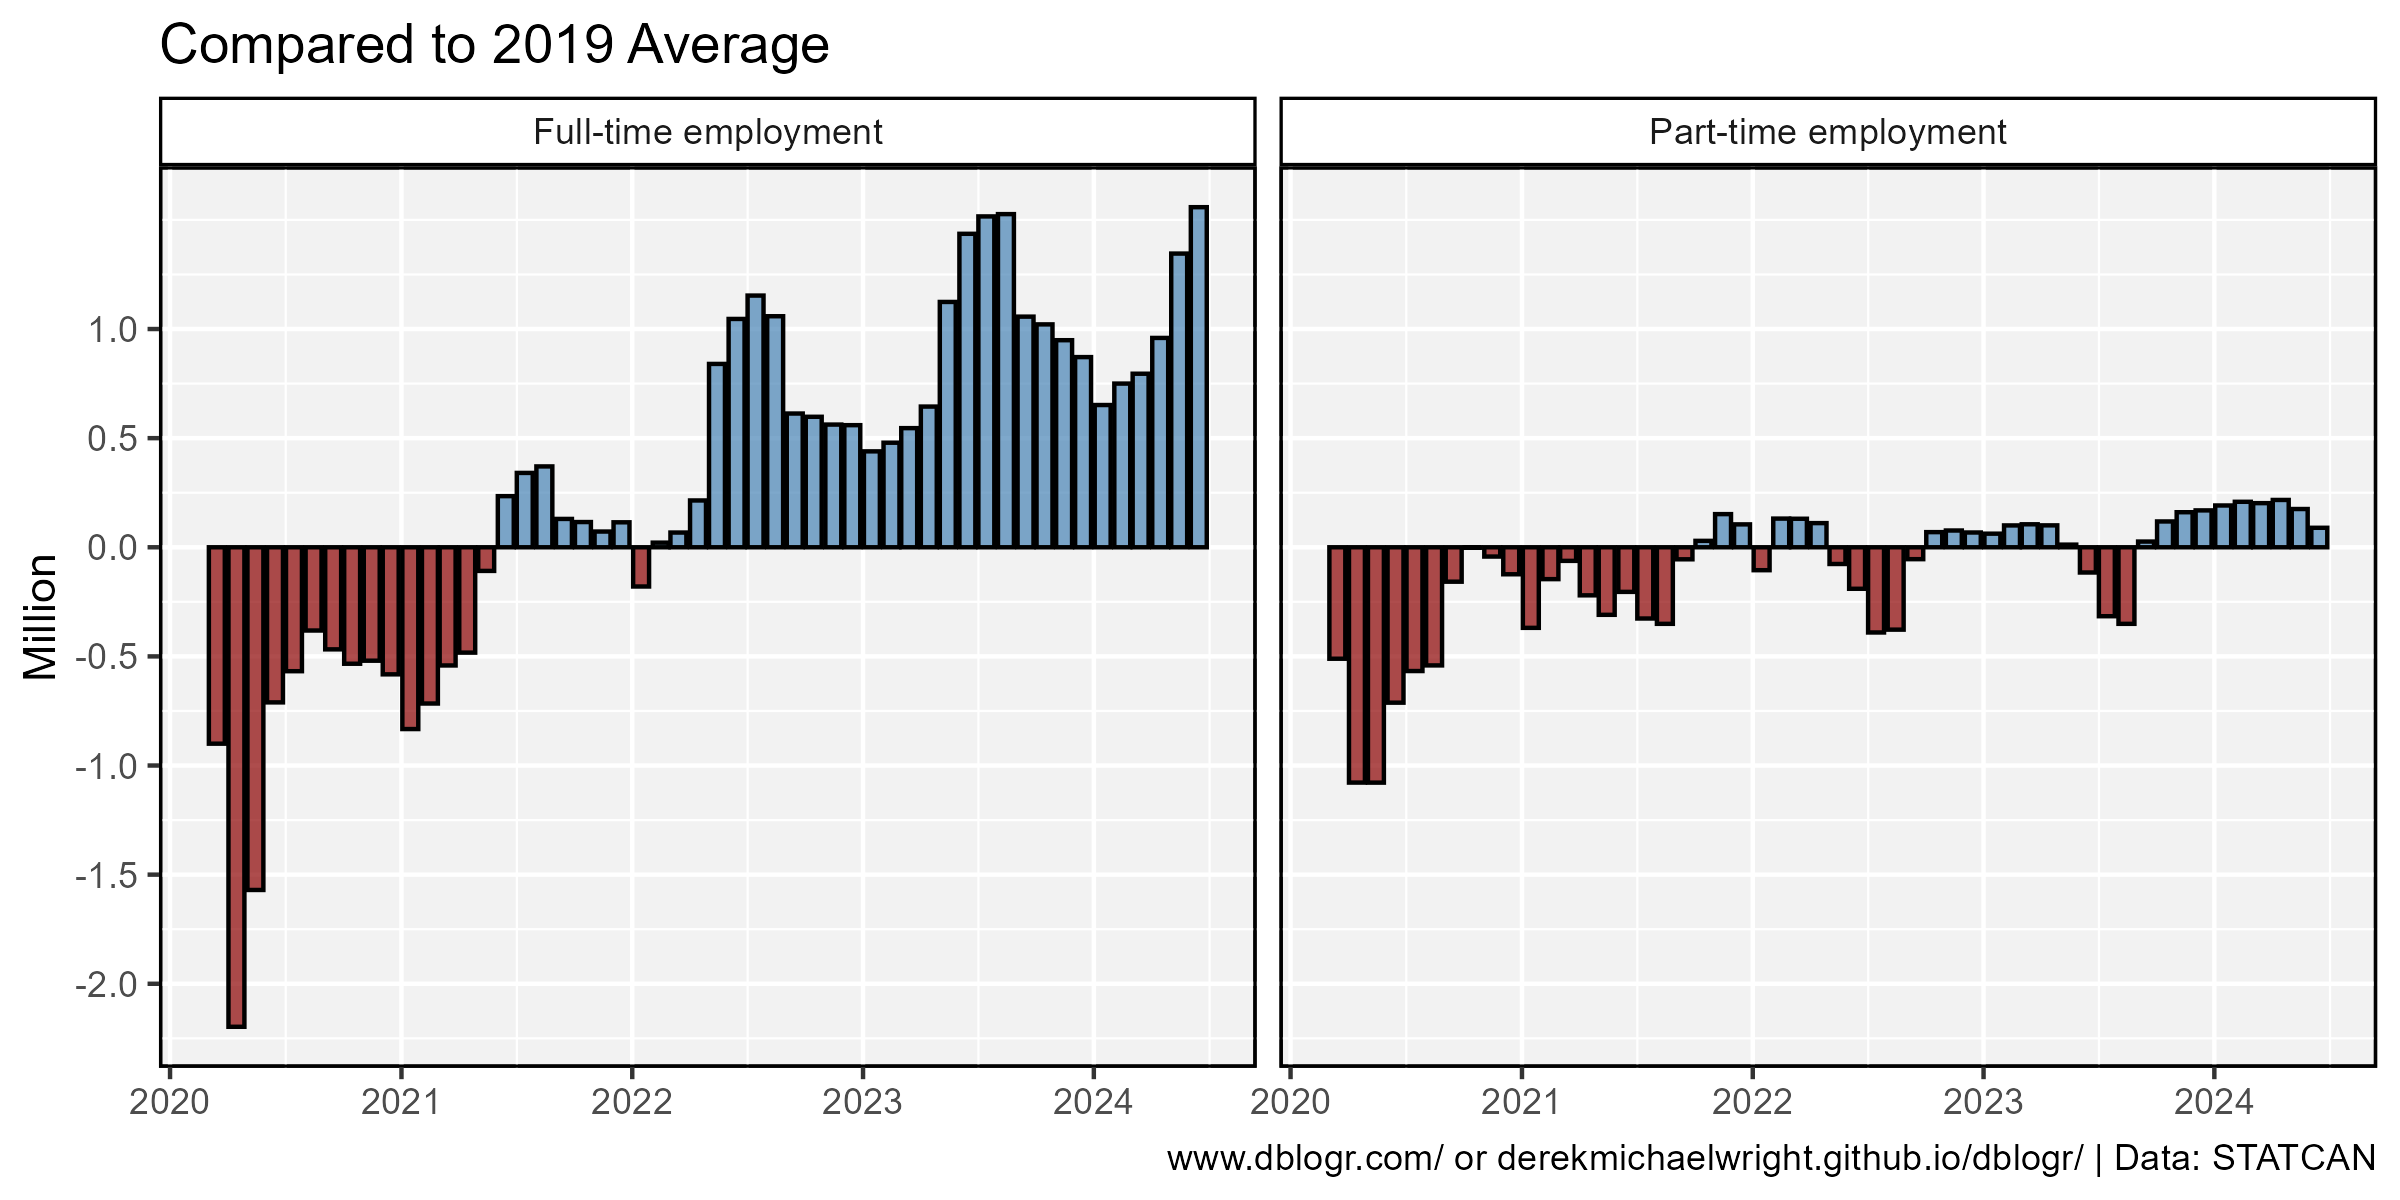 Compared to 2019 Average
Full-time employment
Part-time employment
Million
1.0
0.5
0.0
-0.5
-1.0
-1.5
-2.0
2020 2021 2022 2023 2024
2020 2021 2022 2023 2024
www.dblogr.com/ or derekmichaelwright.github.io/dblogr/ | Data: STATCAN